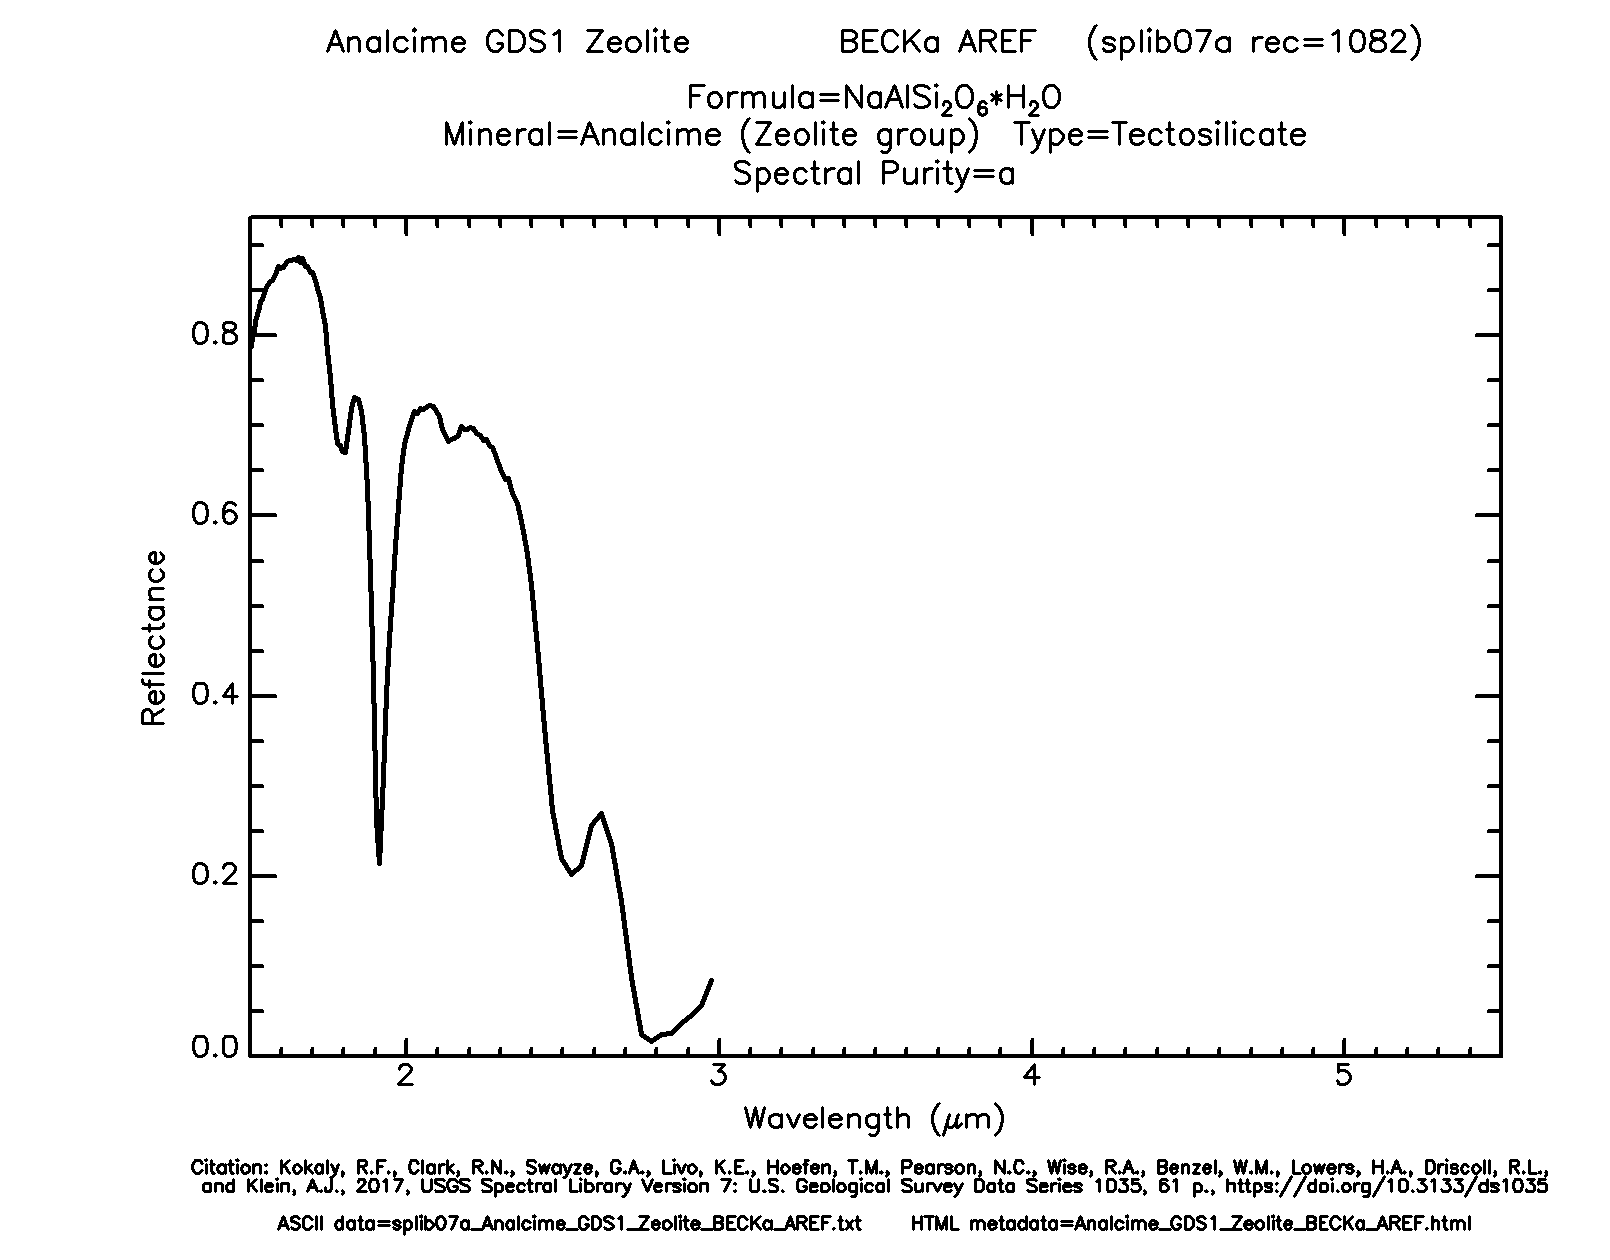 Analcime GDS1 Zeolite BECKa AREF (splib07a rec=1082)
Formula=NaAlSi2O6*H2O
Mineral=Analcime (Zeolite group) Type=Tectosilicate
Spectral Purity=a
0.8
0.6
0.4
0.2
0.0
Reflectance
2 3 4 5
Wavelength (μm)
Citation: Kokaly, R.F., Clark, R.N., Swayze, G.A., Livo, K.E., Hoefen, T.M., Pearson, N.C., Wise, R.A., Benzel, W.M., Lowers, H.A., Driscoll, R.L.,
and Klein, A.J., 2017, USGS Spectral Library Version 7: U.S. Geological Survey Data Series 1035, 61 p., https://doi.org/10.3133/ds1035
ASCII data=splib07a_Analcime_GDS1_Zeolite_BECKa_AREF.txt HTML metadata=Analcime_GDS1_Zeolite_BECKa_AREF.html